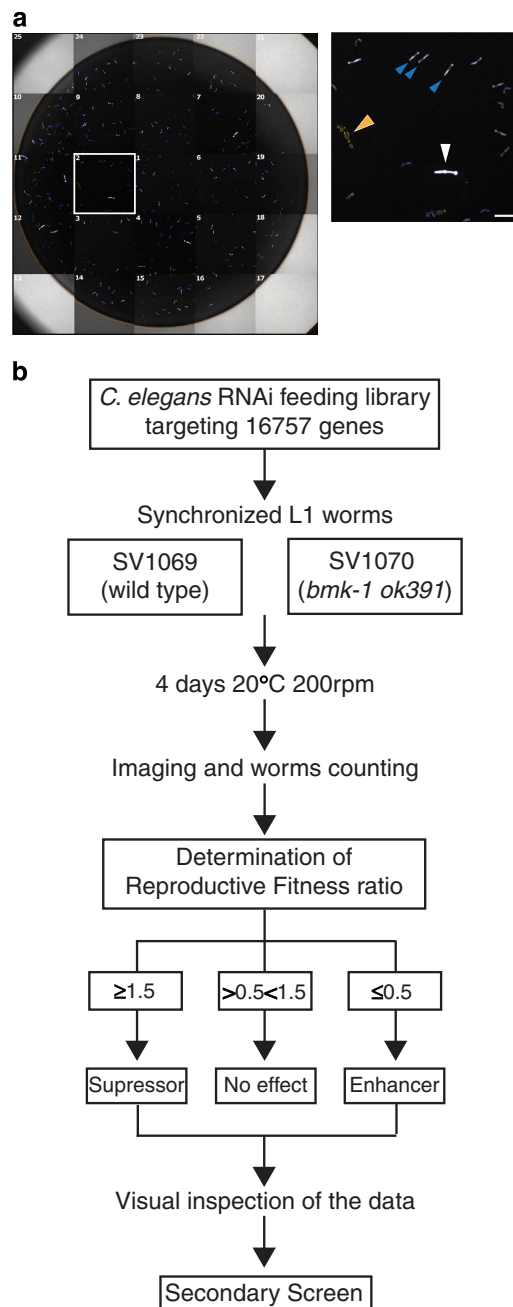 a
25 24 23 22 21
10 9 8 7 20
11 2 1 6 19
12 3 4 5 18
13 14 15 16 17
b
C. elegans RNAi feeding library
targeting 16757 genes
Synchronized L1 worms
SV1069
(wild type)
SV1070
(bmk-1 ok391)
4 days 20°C 200rpm
Imaging and worms counting
Determination of
Reproductive Fitness ratio
≥1.5
>0.5<1.5
≤0.5
Supressor
No effect
Enhancer
Visual inspection of the data
Secondary Screen